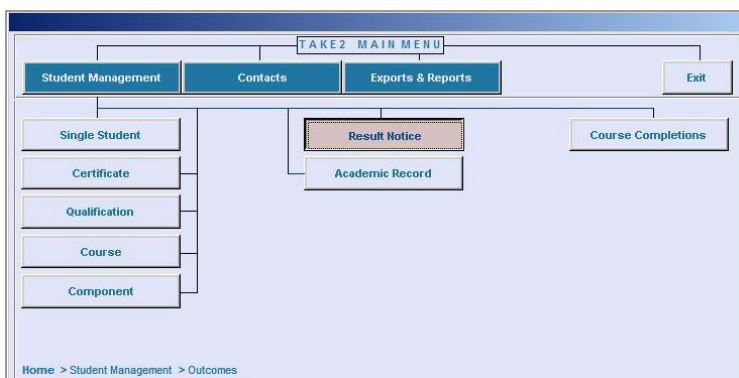 TAKE2 MAIN MENU
Student Management
Contacts
Exports & Reports
Exit
Single Student
Result Notice
Course Completions
Certificate
Academic Record
Qualification
Course
Component
Home > Student Management > Outcomes